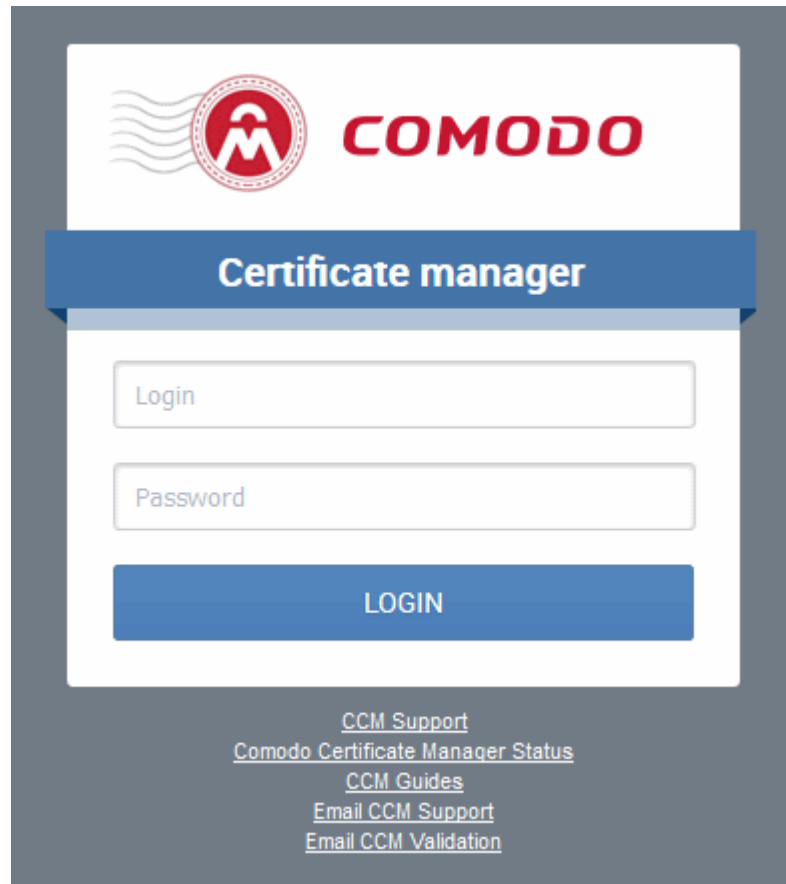 COMODO
Certificate manager
Login
Password
LOGIN
CCM Support
Comodo Certificate Manager Status
CCM Guides
Email CCM Support
Email CCM Validation